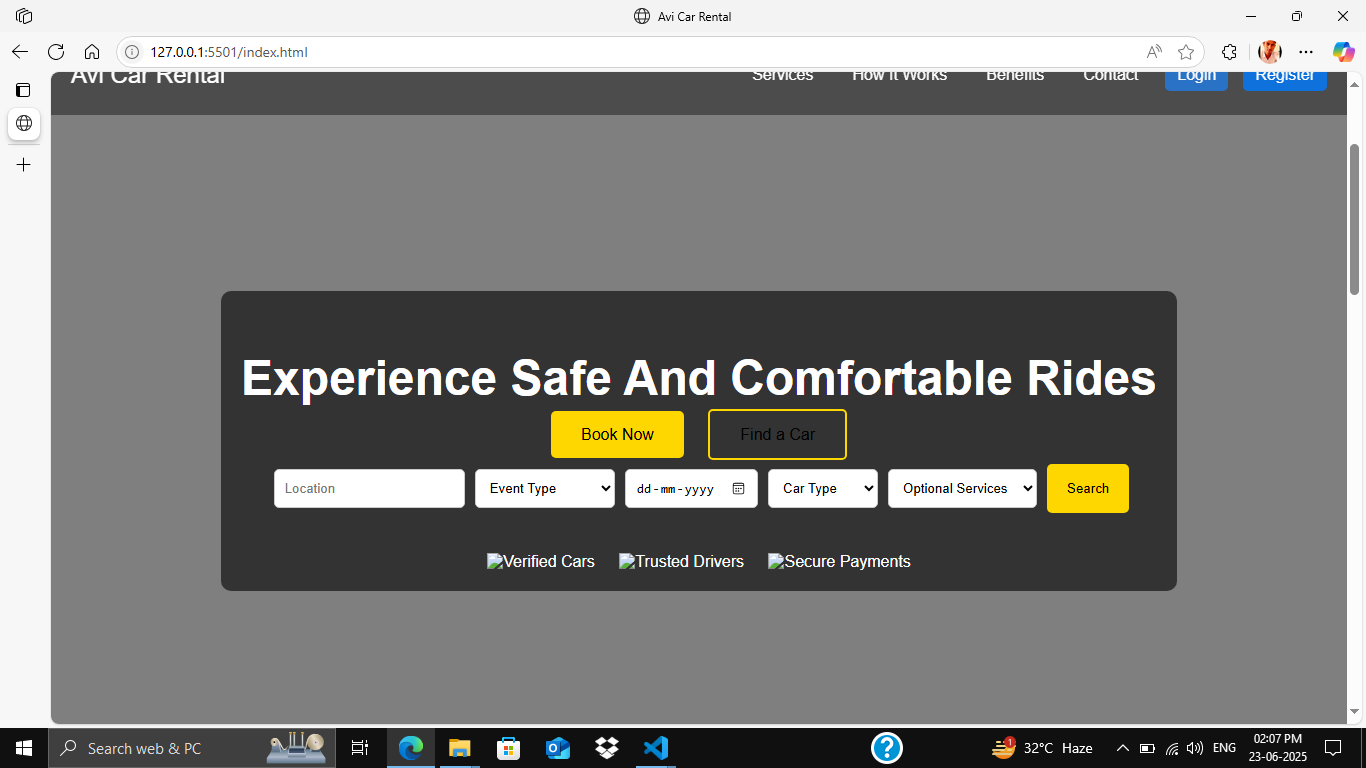 Avi Car Rental
127.0.0.1:5501/index.html
Avi Car Rental Services How It Works Benefits Contact Login Register
Experience Safe And Comfortable Rides
Book Now Find a Car
Location Event Type dd-mm-yyyy Car Type Optional Services Search
Verified Cars Trusted Drivers Secure Payments
Search web & PC 1 32°C Haze ENG 02:07 PM
23-06-2025